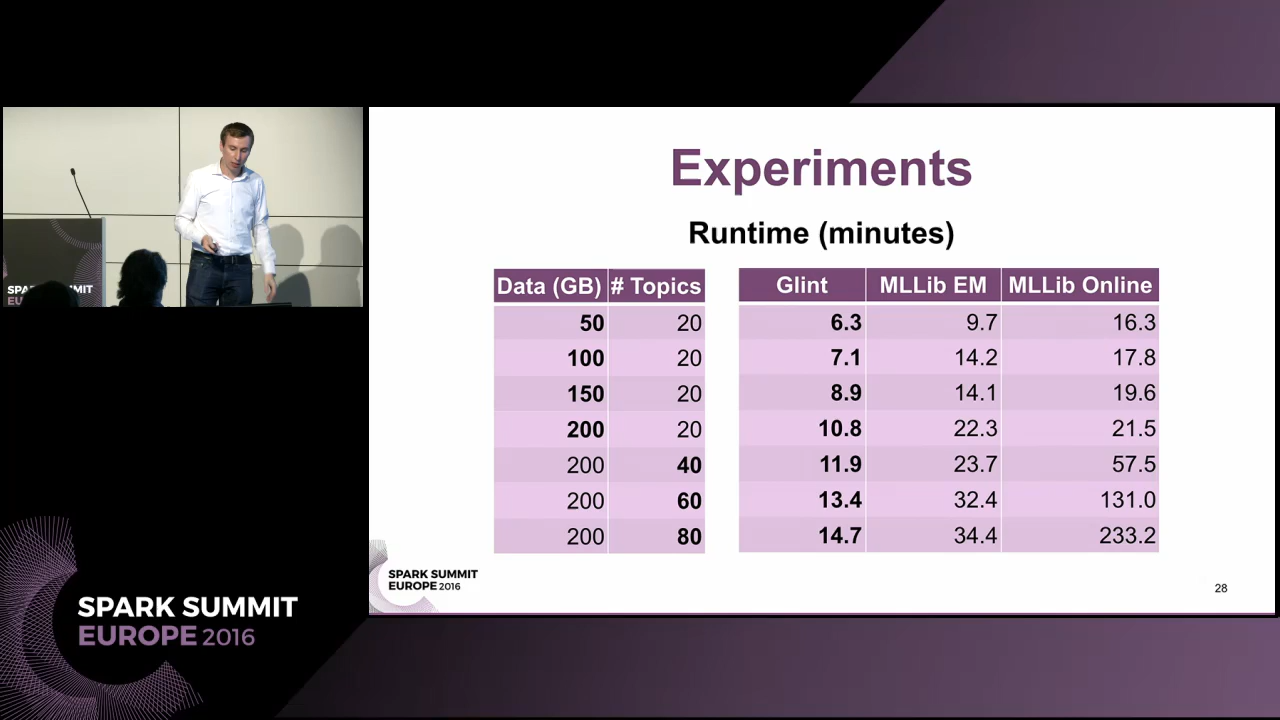 Experiments
Runtime (minutes)
Data (GB) # Topics Glint MLLib EM MLLib Online
50 20 6.3 9.7 16.3
100 20 7.1 14.2 17.8
150 20 8.9 14.1 19.6
200 20 10.8 22.3 21.5
200 40 11.9 23.7 57.5
200 60 13.4 32.4 131.0
200 80 14.7 34.4 233.2
SPARK SUMMIT
EUROPE 2016
28
SPARK SUMMIT
SPARK SUMMIT
EUROPE 2016